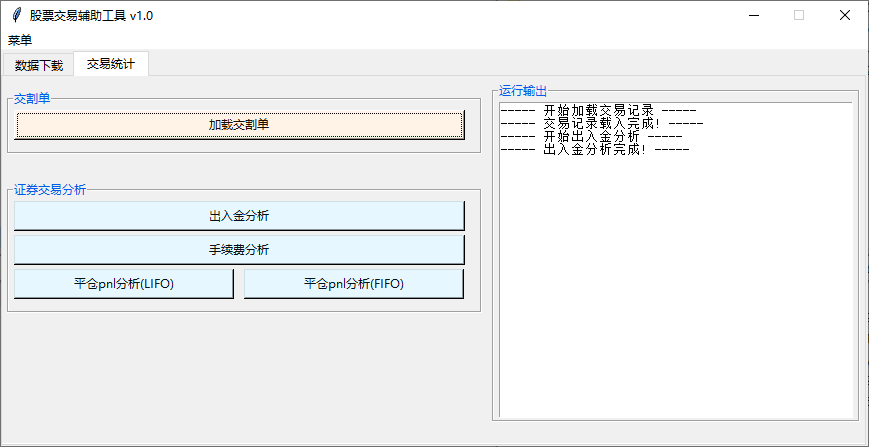 股票交易辅助工具 v1.0
菜单
数据下载
交易统计
交割单
加载交割单
证券交易分析
出入金分析
手续费分析
平仓pnl分析(LIFO)
平仓pnl分析(FIFO)
运行输出
----- 开始加载交易记录 -----
----- 交易记录载入完成! -----
----- 开始出入金分析 -----
----- 出入金分析完成! -----